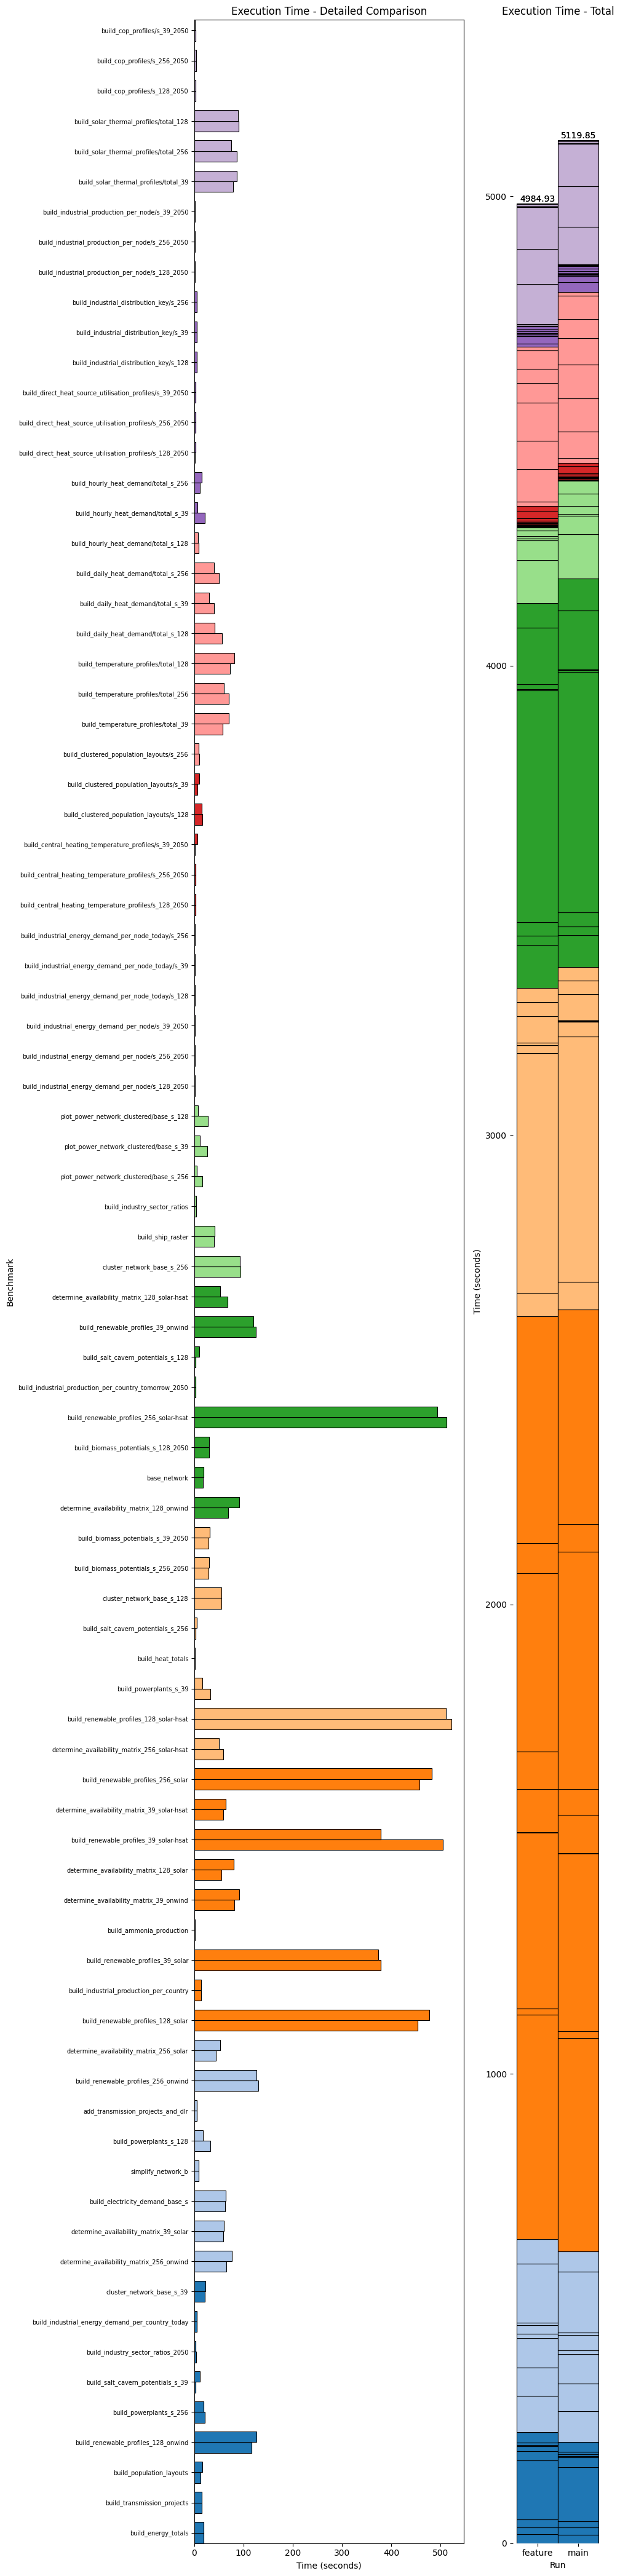 Execution Time - Detailed Comparison
Execution Time - Total
build_cop_profiles/s_39_2050
build_cop_profiles/s_256_2050
build_cop_profiles/s_128_2050
build_solar_thermal_profiles/total_128
build_solar_thermal_profiles/total_256
build_solar_thermal_profiles/total_39
build_industrial_production_per_node/s_39_2050
build_industrial_production_per_node/s_256_2050
build_industrial_production_per_node/s_128_2050
build_industrial_distribution_key/s_256
build_industrial_distribution_key/s_39
build_industrial_distribution_key/s_128
build_direct_heat_source_utilisation_profiles/s_39_2050
build_direct_heat_source_utilisation_profiles/s_256_2050
build_direct_heat_source_utilisation_profiles/s_128_2050
build_hourly_heat_demand/total_s_256
build_hourly_heat_demand/total_s_39
build_hourly_heat_demand/total_s_128
build_daily_heat_demand/total_s_256
build_daily_heat_demand/total_s_39
build_daily_heat_demand/total_s_128
build_temperature_profiles/total_128
build_temperature_profiles/total_256
build_temperature_profiles/total_39
build_clustered_population_layouts/s_256
build_clustered_population_layouts/s_39
build_clustered_population_layouts/s_128
build_central_heating_temperature_profiles/s_39_2050
build_central_heating_temperature_profiles/s_256_2050
build_central_heating_temperature_profiles/s_128_2050
build_industrial_energy_demand_per_node_today/s_256
build_industrial_energy_demand_per_node_today/s_39
build_industrial_energy_demand_per_node_today/s_128
build_industrial_energy_demand_per_node/s_39_2050
build_industrial_energy_demand_per_node/s_256_2050
build_industrial_energy_demand_per_node/s_128_2050
plot_power_network_clustered/base_s_128
plot_power_network_clustered/base_s_39
plot_power_network_clustered/base_s_256
build_industry_sector_ratios
build_ship_raster
cluster_network_base_s_256
determine_availability_matrix_128_solar-hsat
build_renewable_profiles_39_onwind
build_salt_cavern_potentials_s_128
build_industrial_production_per_country_tomorrow_2050
build_renewable_profiles_256_solar-hsat
build_biomass_potentials_s_128_2050
base_network
determine_availability_matrix_128_onwind
build_biomass_potentials_s_39_2050
build_biomass_potentials_s_256_2050
cluster_network_base_s_128
build_salt_cavern_potentials_s_256
build_heat_totals
build_powerplants_s_39
build_renewable_profiles_128_solar-hsat
determine_availability_matrix_256_solar-hsat
build_renewable_profiles_256_solar
determine_availability_matrix_39_solar-hsat
build_renewable_profiles_39_solar-hsat
determine_availability_matrix_128_solar
determine_availability_matrix_39_onwind
build_ammonia_production
build_renewable_profiles_39_solar
build_industrial_production_per_country
build_renewable_profiles_128_solar
determine_availability_matrix_256_solar
build_renewable_profiles_256_onwind
add_transmission_projects_and_dlr
build_powerplants_s_128
simplify_network_b
build_electricity_demand_base_s
determine_availability_matrix_39_solar
determine_availability_matrix_256_onwind
cluster_network_base_s_39
build_industrial_energy_demand_per_country_today
build_industry_sector_ratios_2050
build_salt_cavern_potentials_s_39
build_powerplants_s_256
build_renewable_profiles_128_onwind
build_population_layouts
build_transmission_projects
build_energy_totals
Benchmark
0 100 200 300 400 500
Time (seconds)
5119.85
4984.93
5000
4000
3000
2000
1000
0
Time (seconds)
feature main
Run